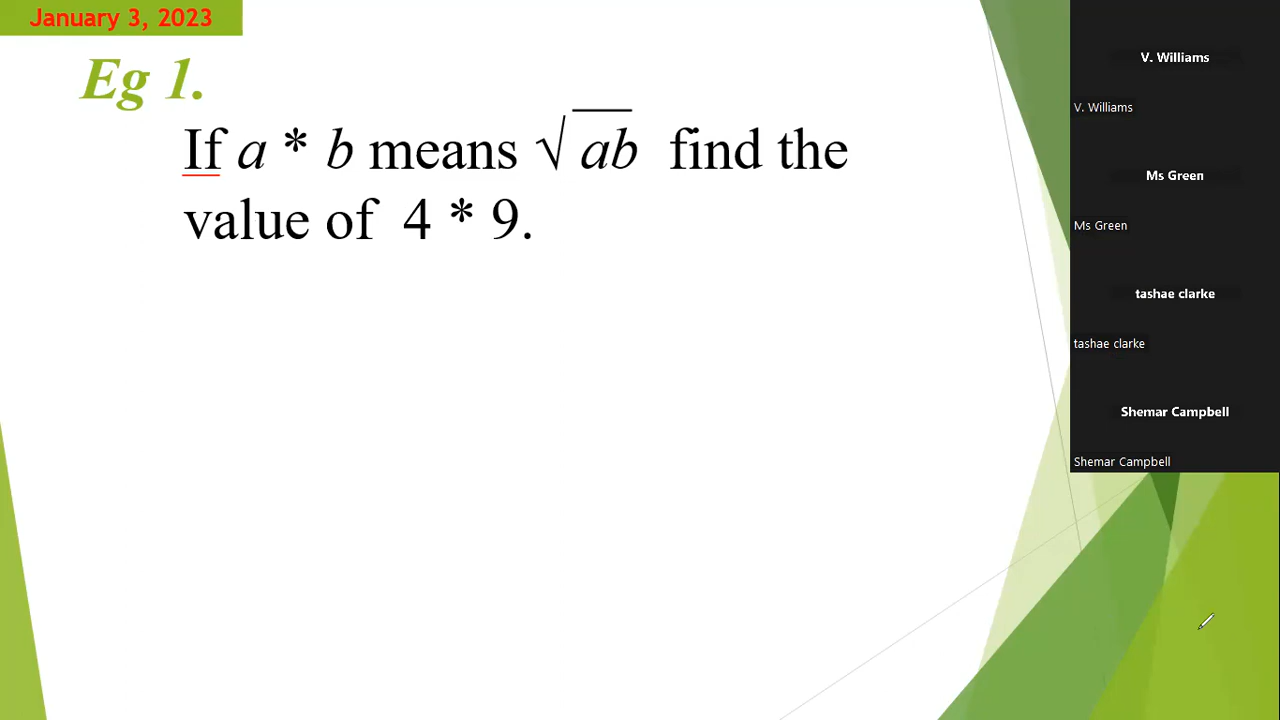 January 3, 2023
Eg 1.
If a * b means √ab find the
value of 4 * 9.
V. Williams
V. Williams
Ms Green
Ms Green
tashae clarke
tashae clarke
Shemar Campbell
Shemar Campbell